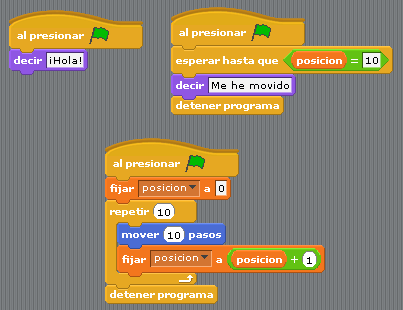 al presionar
decir ¡Hola!
al presionar
esperar hasta que posicion = 10
decir Me he movido
detener programa
al presionar
fijar posicion a 0
repetir 10
mover 10 pasos
fijar posicion a posicion + 1
detener programa